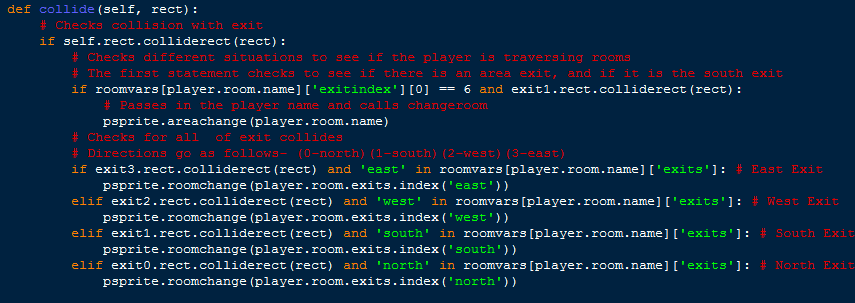 def collide(self, rect):
    # Checks collision with exit
    if self.rect.colliderect(rect):
        # Checks different situations to see if the player is traversing rooms
        # The first statement checks to see if there is an area exit, and if it is the south exit
        if roomvars[player.room.name]['exitindex'][0] == 6 and exit1.rect.colliderect(rect):
            # Passes in the player name and calls changeroom
            psprite.areachange(player.room.name)
        # Checks for all  of exit collides
        # Directions go as follows- (0-north)(1-south)(2-west)(3-east)
        if exit3.rect.colliderect(rect) and 'east' in roomvars[player.room.name]['exits']: # East Exit
            psprite.roomchange(player.room.exits.index('east'))
        elif exit2.rect.colliderect(rect) and 'west' in roomvars[player.room.name]['exits']: # West Exit
            psprite.roomchange(player.room.exits.index('west'))
        elif exit1.rect.colliderect(rect) and 'south' in roomvars[player.room.name]['exits']: # South Exit
            psprite.roomchange(player.room.exits.index('south'))
        elif exit0.rect.colliderect(rect) and 'north' in roomvars[player.room.name]['exits']: # North Exit
            psprite.roomchange(player.room.exits.index('north'))